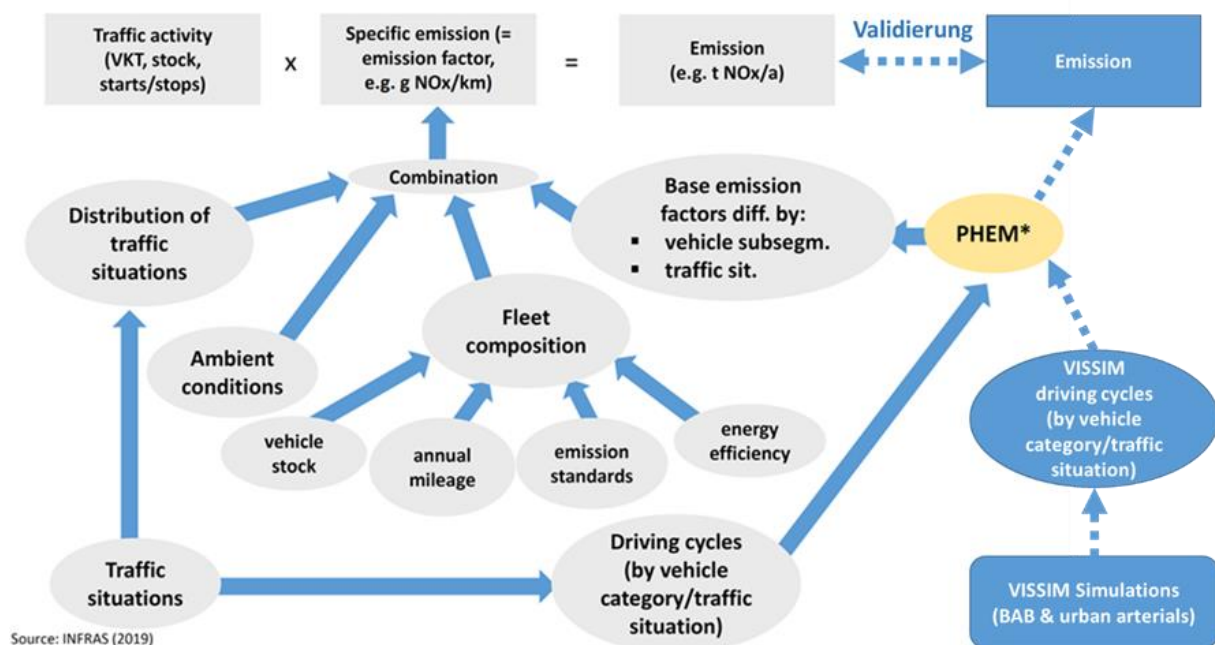 Traffic activity
(VKT, stock,
starts/stops)
x
Specific emission (=
emission factor,
e.g. g NOx/km)
=
Emission
(e.g. t NOx/a)
Validierung
Emission
Combination
Distribution of
traffic
situations
Base emission
factors diff. by:
▪ vehicle subsegm.
▪ traffic sit.
PHEM*
Ambient
conditions
Fleet
composition
vehicle
stock
annual
mileage
emission
standards
energy
efficiency
VISSIM
driving cycles
(by vehicle
category/traffic
situation)
Traffic
situations
Driving cycles
(by vehicle
category/traffic
situation)
VISSIM Simulations
(BAB & urban arterials)
Source: INFRAS (2019)